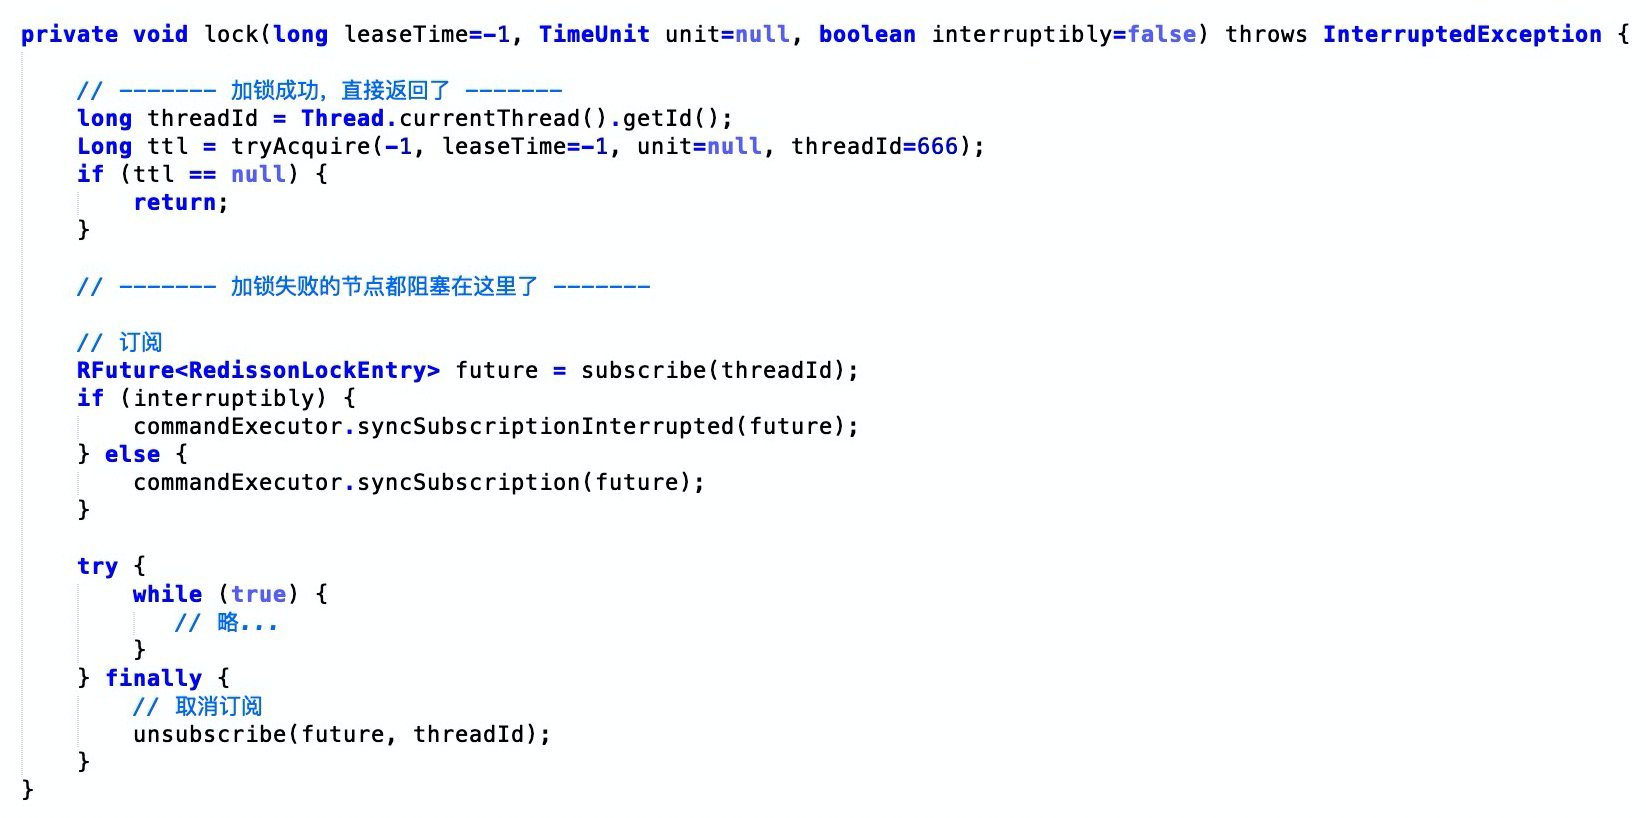 private void lock(long leaseTime=-1, TimeUnit unit=null, boolean interruptibly=false) throws InterruptedException {
// ------- 加锁成功，直接返回了 -------
long threadId = Thread.currentThread().getId();
Long ttl = tryAcquire(-1, leaseTime=-1, unit=null, threadId=666);
if (ttl == null) {
return;
}
// ------- 加锁失败的节点都阻塞在这里了 -------
// 订阅
RFuture<RedissonLockEntry> future = subscribe(threadId);
if (interruptibly) {
commandExecutor.syncSubscriptionInterrupted(future);
} else {
commandExecutor.syncSubscription(future);
}
try {
while (true) {
// 略...
}
} finally {
// 取消订阅
unsubscribe(future, threadId);
}
}